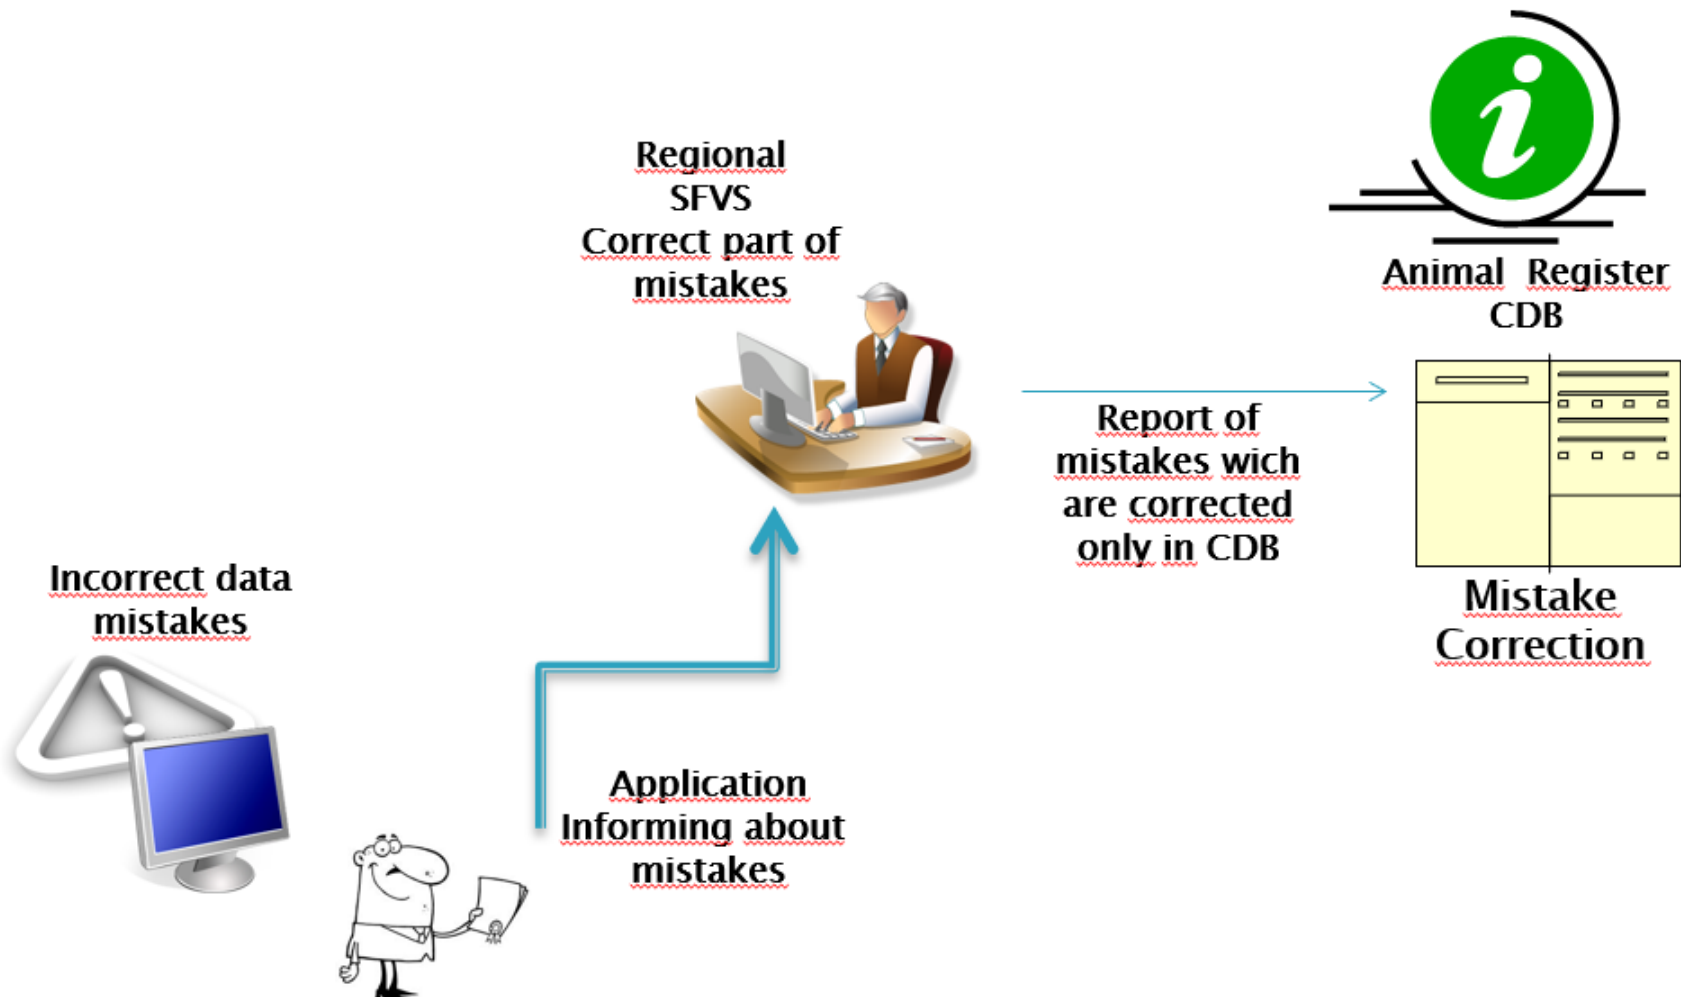 Regional
SFVS
Correct part of
mistakes
Animal Register
CDB
Report of
mistakes wich
are corrected
only in CDB
Mistake
Correction
Incorrect data
mistakes
Application
Informing about
mistakes